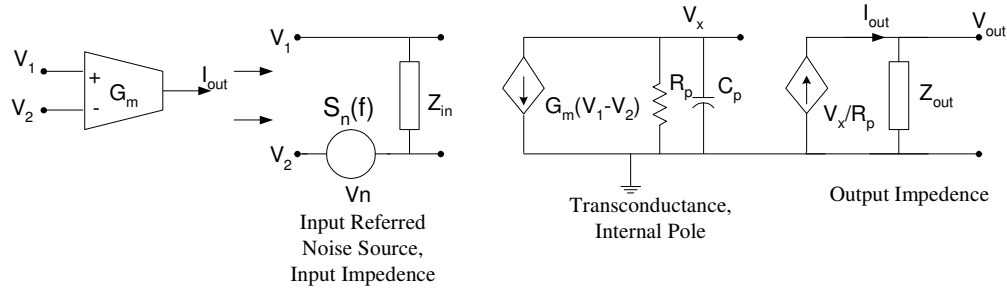 V1
V2
+
-
Gm
Iout
V1
Sn(f)
Zin
V2
Vn
Input Referred
Noise Source,
Input Impedence
Vx
Gm(V1-V2)
Rp
Cp
Transconductance,
Internal Pole
Iout
Vout
Vx/Rp
Zout
Output Impedence